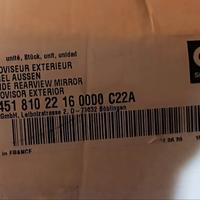 unité, Stück, unit, unidad
OVISEUR EXTERIEUR
EL AUSSEN
DE REARVIEW MIRROR
OVISOR EXTERIOR
451 810 22 16 0000 C22A
GmbH, Leibnizstrasse 2, D-71032 Böblingen
in FRANCE